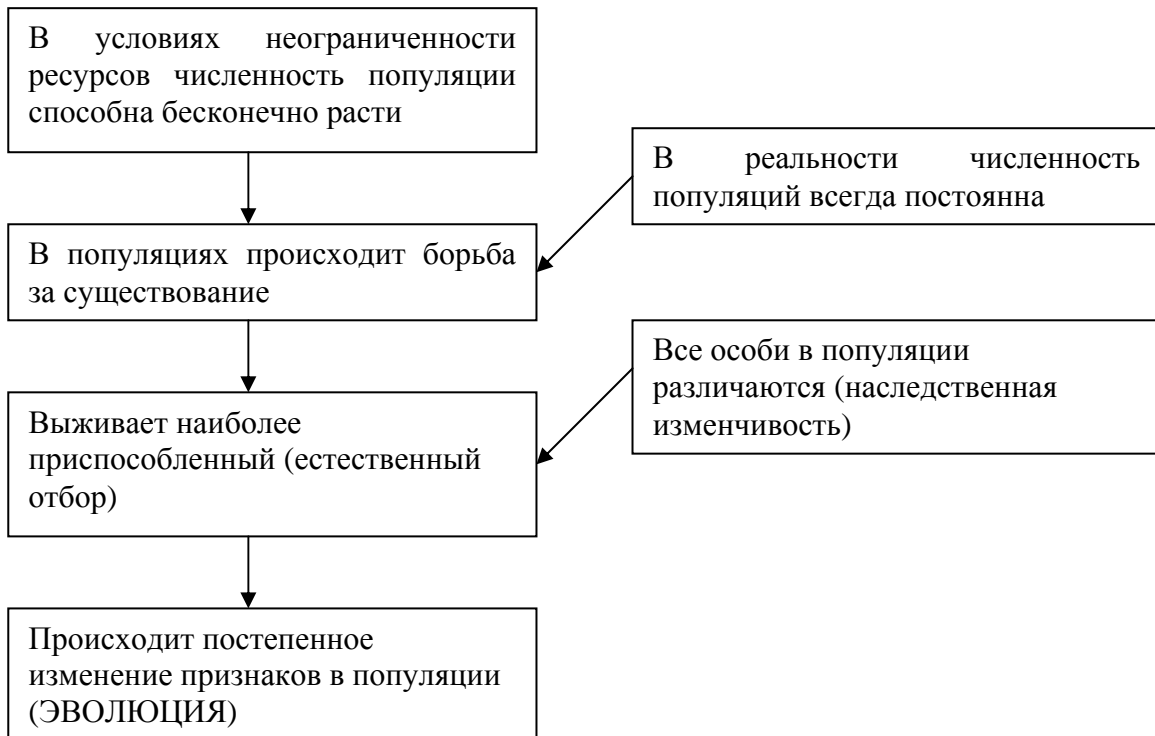 В условиях неограниченности
ресурсов численность популяции
способна бесконечно расти
В реальности численность
популяций всегда постоянна
В популяциях происходит борьба
за существование
Все особи в популяции
различаются (наследственная
изменчивость)
Выживает наиболее
приспособленный (естественный
отбор)
Происходит постепенное
изменение признаков в популяции
(ЭВОЛЮЦИЯ)